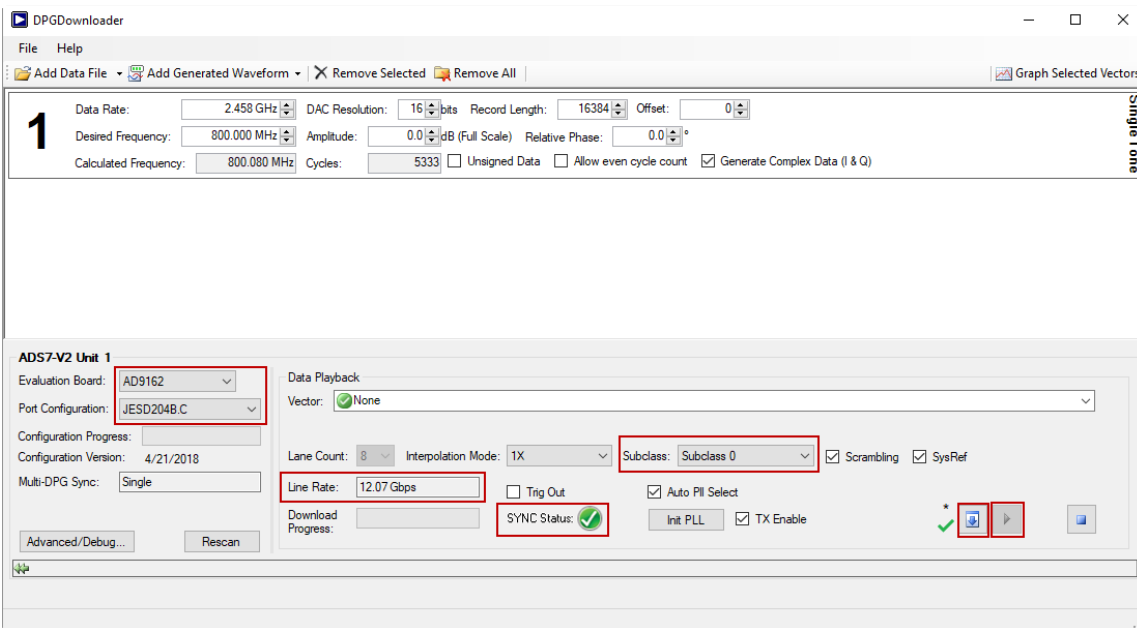 DPGDownloader
File Help
Add Data File Add Generated Waveform Remove Selected Remove All Graph Selected Vectors
1
Data Rate: 2.458 GHz DAC Resolution: 16 bits Record Length: 16384 Offset: 0
Desired Frequency: 800.000 MHz Amplitude: 0.0 dB (Full Scale) Relative Phase: 0.0 °
Calculated Frequency: 800.080 MHz Cycles: 5333 Unsigned Data Allow even cycle count Generate Complex Data (I & Q)
Single Tone
ADS7-V2 Unit 1
Evaluation Board: AD9162
Port Configuration: JESD204B.C
Configuration Progress:
Configuration Version: 4/21/2018
Multi-DPG Sync: Single
Advanced/Debug... Rescan
Data Playback
Vector: None
Lane Count: 8 Interpolation Mode: 1X Subclass: Subclass 0 Scrambling SysRef
Line Rate: 12.07 Gbps Trig Out Auto Pll Select
Download
Progress:
SYNC Status: Init PLL TX Enable *